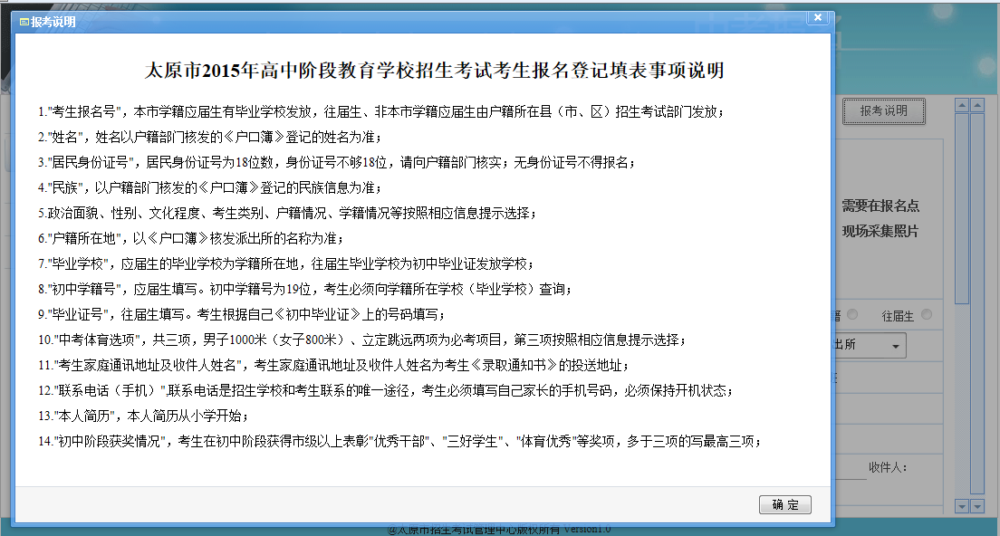 报考说明
太原市2015年高中阶段教育学校招生考试考生报名登记填表事项说明
1."考生报名号"，本市学籍应届生有毕业学校发放，往届生、非本市学籍应届生由户籍所在县（市、区）招生考试部门发放；
2."姓名"，姓名以户籍部门核发的《户口簿》登记的姓名为准；
3."居民身份证号"，居民身份证号为18位数，身份证号不够18位，请向户籍部门核实；无身份证号不得报名；
4."民族"，以户籍部门核发的《户口簿》登记的民族信息为准；
5.政治面貌、性别、文化程度、考生类别、户籍情况、学籍情况等按照相应信息提示选择；
6."户籍所在地"，以《户口簿》核发派出所的名称为准；
7."毕业学校"，应届生的毕业学校为学籍所在地，往届生毕业学校为初中毕业证发放学校；
8."初中学籍号"，应届生填写。初中学籍号为19位，考生必须向学籍所在学校（毕业学校）查询；
9."毕业证号"，往届生填写。考生根据自己《初中毕业证》上的号码填写；
10."中考体育选项"，共三项，男子1000米（女子800米）、立定跳远两项为必考项目，第三项按照相应信息提示选择；
11."考生家庭通讯地址及收件人姓名"，考生家庭通讯地址及收件人姓名为考生《录取通知书》的投送地址；
12."联系电话（手机）",联系电话是招生学校和考生联系的唯一途径，考生必须填写自己家长的手机号码，必须保持开机状态；
13."本人简历"，本人简历从小学开始；
14."初中阶段获奖情况"，考生在初中阶段获得市级以上表彰"优秀干部"、"三好学生"、"体育优秀"等奖项，多于三项的写最高三项；
确 定
报考说明
需要在报名点
现场采集照片
籍 往届生
出所
收件人：
@太原市招生考试管理中心版权所有 Version1.0